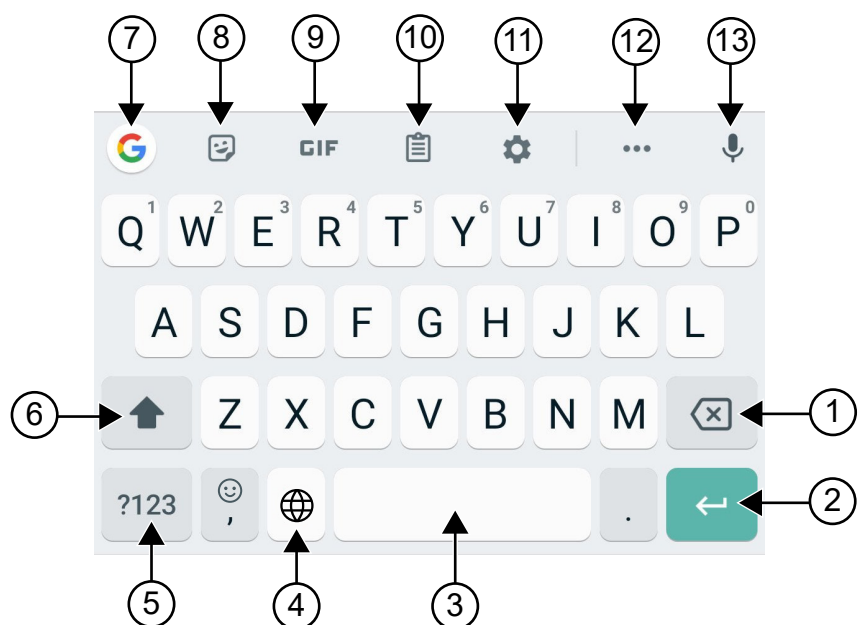 7 8 9 10 11 12 13
G GIF
Q1 W2 E3 R4 T5 Y6 U7 I8 O9 P0
A S D F G H J K L
6 Z X C V B N M 1
?123 , . 2
5 4 3